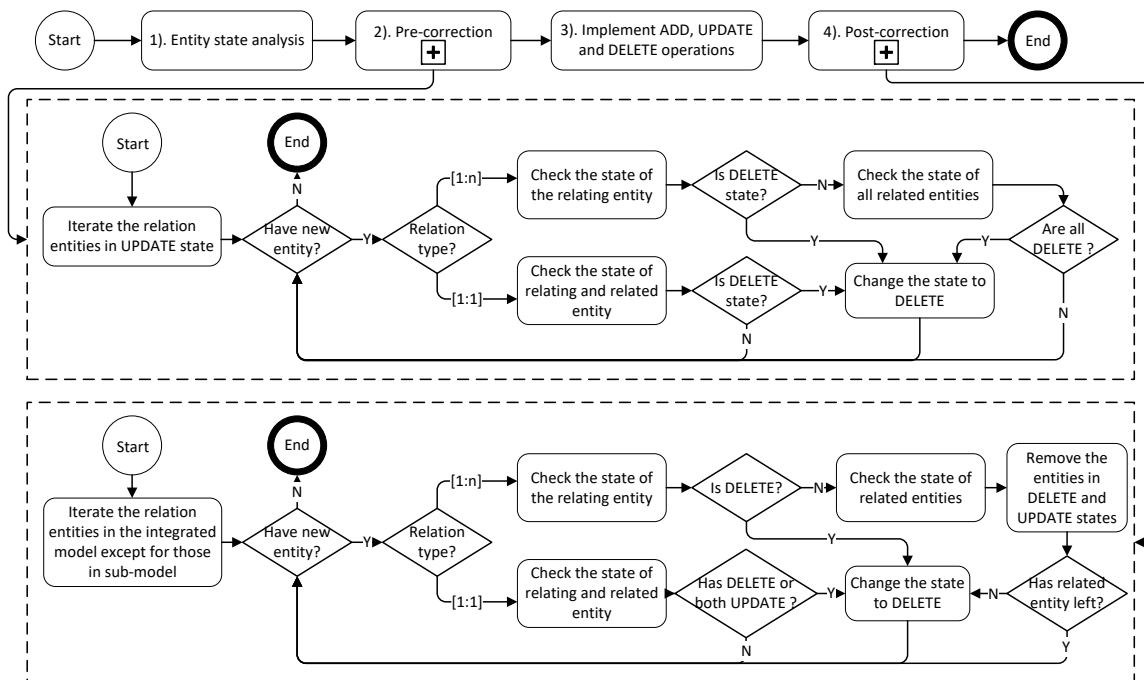 Start
1). Entity state analysis
2). Pre-correction
3). Implement ADD, UPDATE
and DELETE operations
4). Post-correction
End
Start
End
N
Iterate the relation
entities in UPDATE state
Have new
entity?
Y
Relation
type?
[1:n]
Check the state of
the relating entity
Is DELETE
state?
N
Check the state of
all related entities
Y
Are all
DELETE ?
Y
N
[1:1]
Check the state of
relating and related
entity
Is DELETE
state?
Y
N
Change the state to
DELETE
Start
End
N
Iterate the relation
entities in the integrated
model except for those
in sub-model
Have new
entity?
Y
Relation
type?
[1:n]
Check the state of
the relating entity
Is DELETE?
N
Check the state of
related entities
Remove the
entities in
DELETE and
UPDATE states
Y
[1:1]
Check the state of
relating and related
entity
Has DELETE or
both UPDATE ?
Y
N
Change the state
to DELETE
N
Has related
entity left?
Y